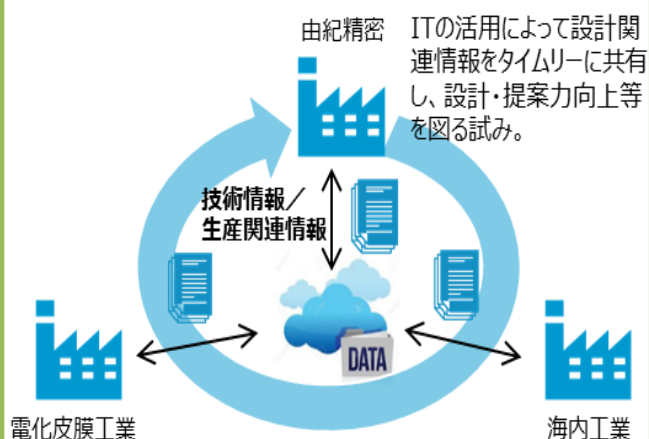 由紀精密
ITの活用によって設計関
連情報をタイムリーに共有
し、設計・提案力向上等
を図る試み。
技術情報／
生産関連情報
DATA
電化皮膜工業
海内工業